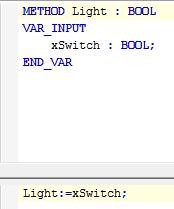 METHOD Light : BOOL
VAR_INPUT
xSwitch : BOOL;
END_VAR
Light:=xSwitch;